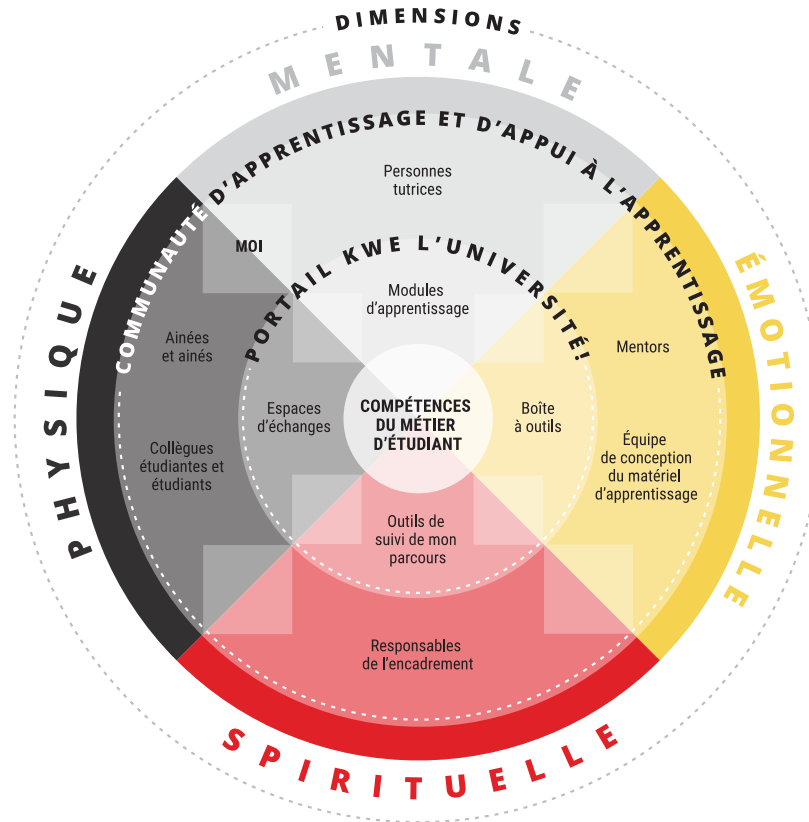 DIMENSIONS
MENTALE
COMMUNAUTÉ D'APPRENTISSAGE ET D'APPUI À L'APPRENTISSAGE
Personnes
tutrices
MOI
PORTAIL KWE L'UNIVERSITÉ!
Modules
d'apprentissage
PHYSIQUE
ÉMOTIONNELLE
Ainées
et ainés
Mentors
Espaces
d'échanges
COMPÉTENCES
DU MÉTIER
D'ÉTUDIANT
Boîte
à outils
Collègues
étudiantes et
étudiants
Équipe
de conception
du matériel
d'apprentissage
Outils de
suivi de mon
parcours
Responsables
de l'encadrement
SPIRITUELLE